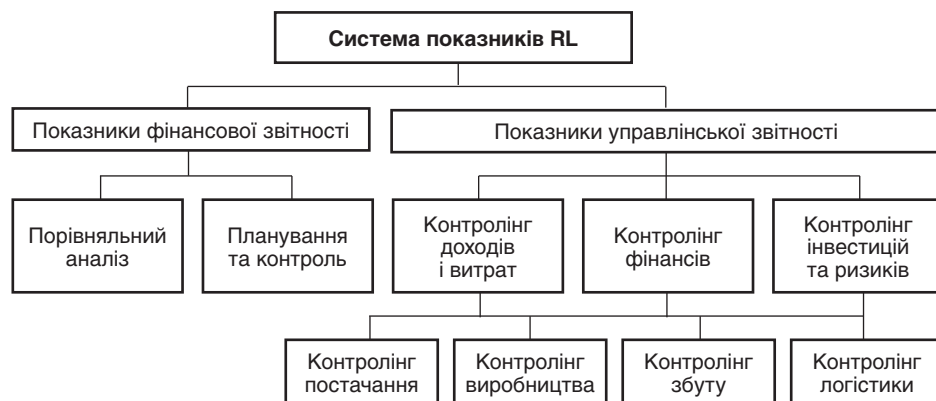 Система показників RL
Показники фінансової звітності
Показники управлінської звітності
Порівняльний
аналіз
Планування
та контроль
Контролінг
доходів
і витрат
Контролінг
фінансів
Контролінг
інвестицій
та ризиків
Контролінг
постачання
Контролінг
виробництва
Контролінг
збуту
Контролінг
логістики